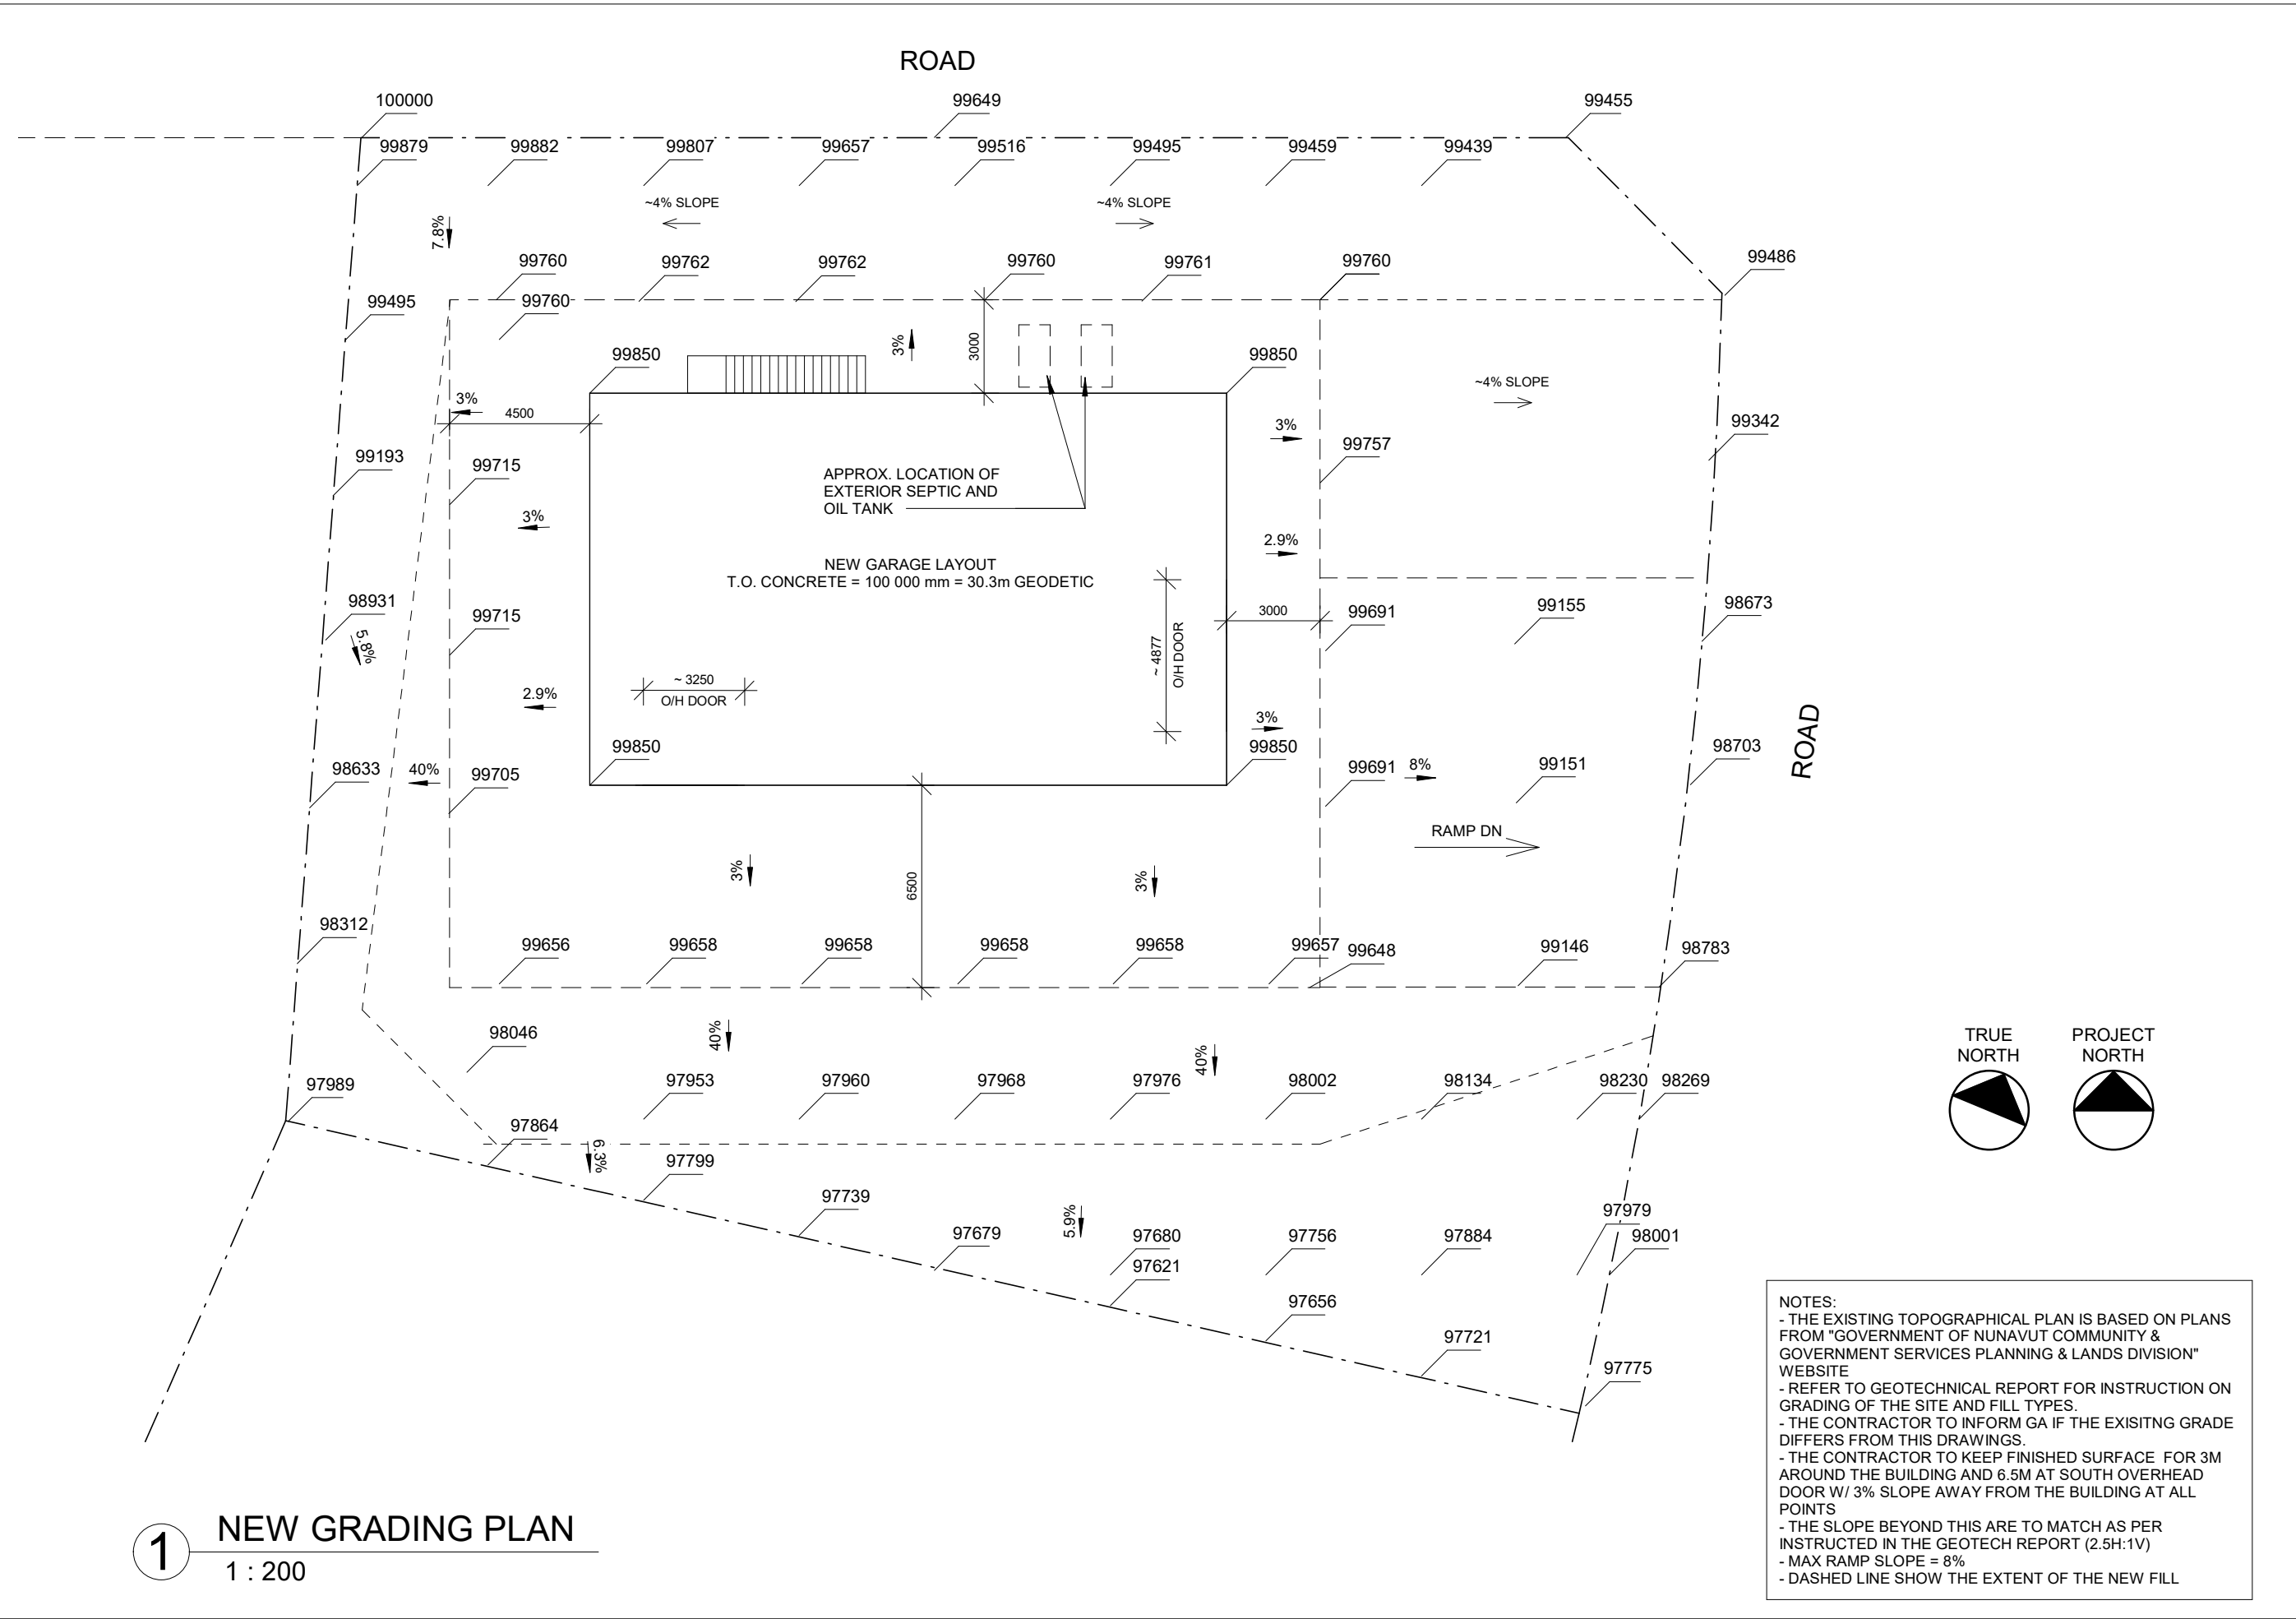 ROAD
100000
99649
99455
99879
99882
99807
99657
99516
99495
99459
99439
~4% SLOPE
~4% SLOPE
7.8%
99760
99762
99762
99760
99761
99760
99486
99495
99760
3%
3000
99850
99850
~4% SLOPE
3%
4500
99342
3%
99193
99715
99757
APPROX. LOCATION OF
EXTERIOR SEPTIC AND
OIL TANK
3%
2.9%
NEW GARAGE LAYOUT
T.O. CONCRETE = 100 000 mm = 30.3m GEODETIC
98931
5.8%
99715
3000
99691
99155
98673
~ 4877
O/H DOOR
~ 3250
O/H DOOR
2.9%
3%
ROAD
99850
99850
98703
98633
40%
99705
99691
8%
99151
RAMP DN
3%
6500
3%
98312
99656
99658
99658
99658
99658
99657
99648
99146
98783
98046
40%
40%
TRUE
NORTH
PROJECT
NORTH
97989
97953
97960
97968
97976
98002
98134
98230
98269
97864
6.3%
97799
97739
97679
5.9%
97680
97756
97884
97979
98001
97621
97656
97721
97775
NOTES:
- THE EXISTING TOPOGRAPHICAL PLAN IS BASED ON PLANS
FROM "GOVERNMENT OF NUNAVUT COMMUNITY &
GOVERNMENT SERVICES PLANNING & LANDS DIVISION"
WEBSITE
- REFER TO GEOTECHNICAL REPORT FOR INSTRUCTION ON
GRADING OF THE SITE AND FILL TYPES.
- THE CONTRACTOR TO INFORM GA IF THE EXISITNG GRADE
DIFFERS FROM THIS DRAWINGS.
- THE CONTRACTOR TO KEEP FINISHED SURFACE FOR 3M
AROUND THE BUILDING AND 6.5M AT SOUTH OVERHEAD
DOOR W/ 3% SLOPE AWAY FROM THE BUILDING AT ALL
POINTS
- THE SLOPE BEYOND THIS ARE TO MATCH AS PER
INSTRUCTED IN THE GEOTECH REPORT (2.5H:1V)
- MAX RAMP SLOPE = 8%
- DASHED LINE SHOW THE EXTENT OF THE NEW FILL
1
NEW GRADING PLAN
1 : 200